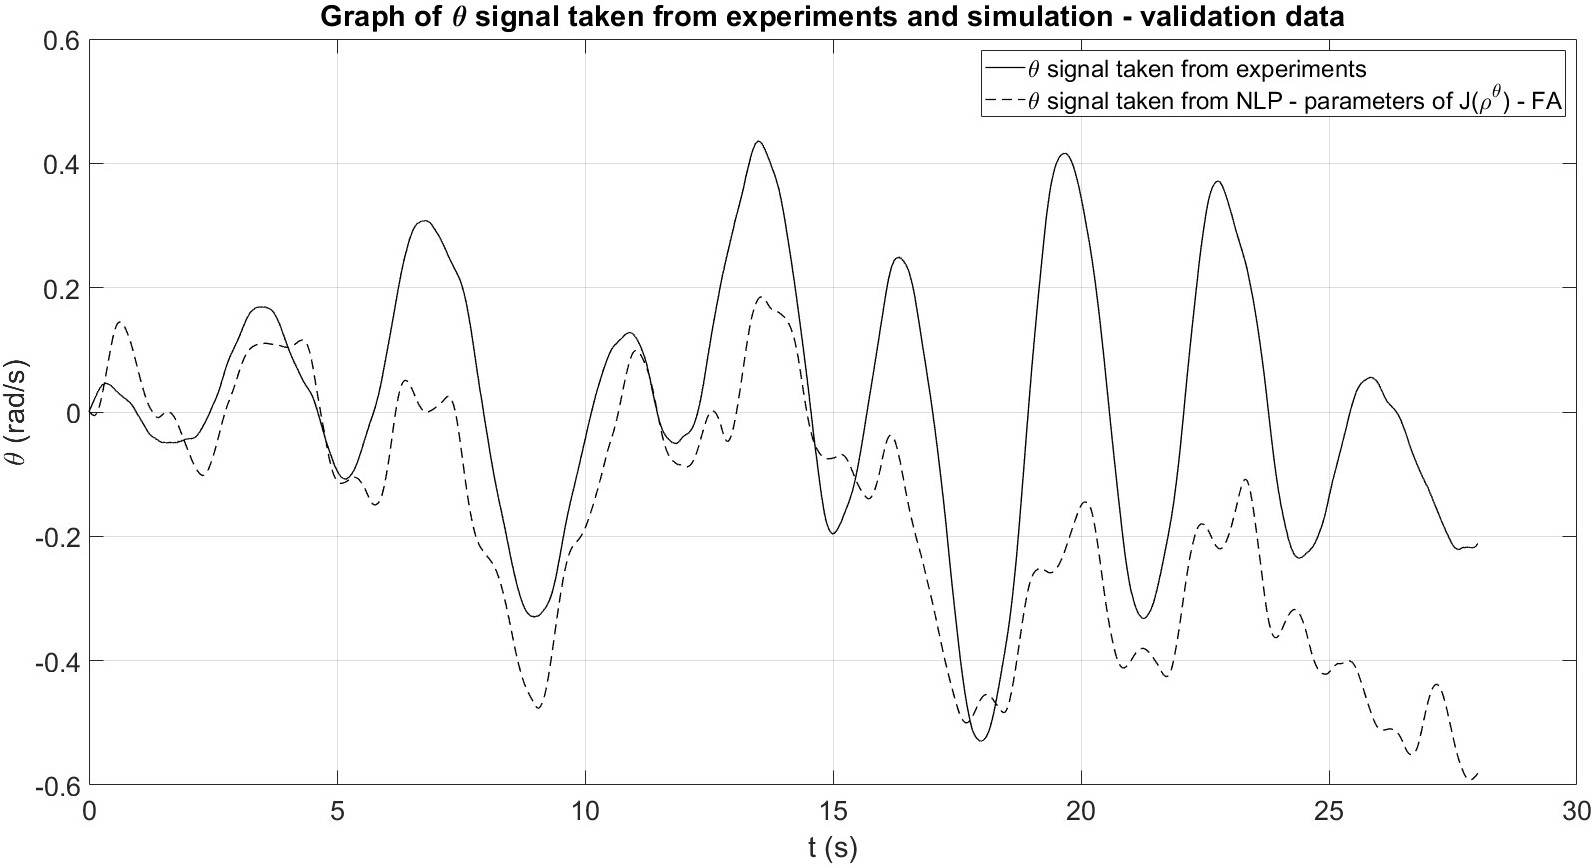 Graph of θ signal taken from experiments and simulation - validation data
θ signal taken from experiments
θ signal taken from NLP - parameters of J(ρ^θ) - FA
0.6
0.4
0.2
0
-0.2
-0.4
-0.6
θ (rad/s)
0 5 10 15 20 25 30
t (s)